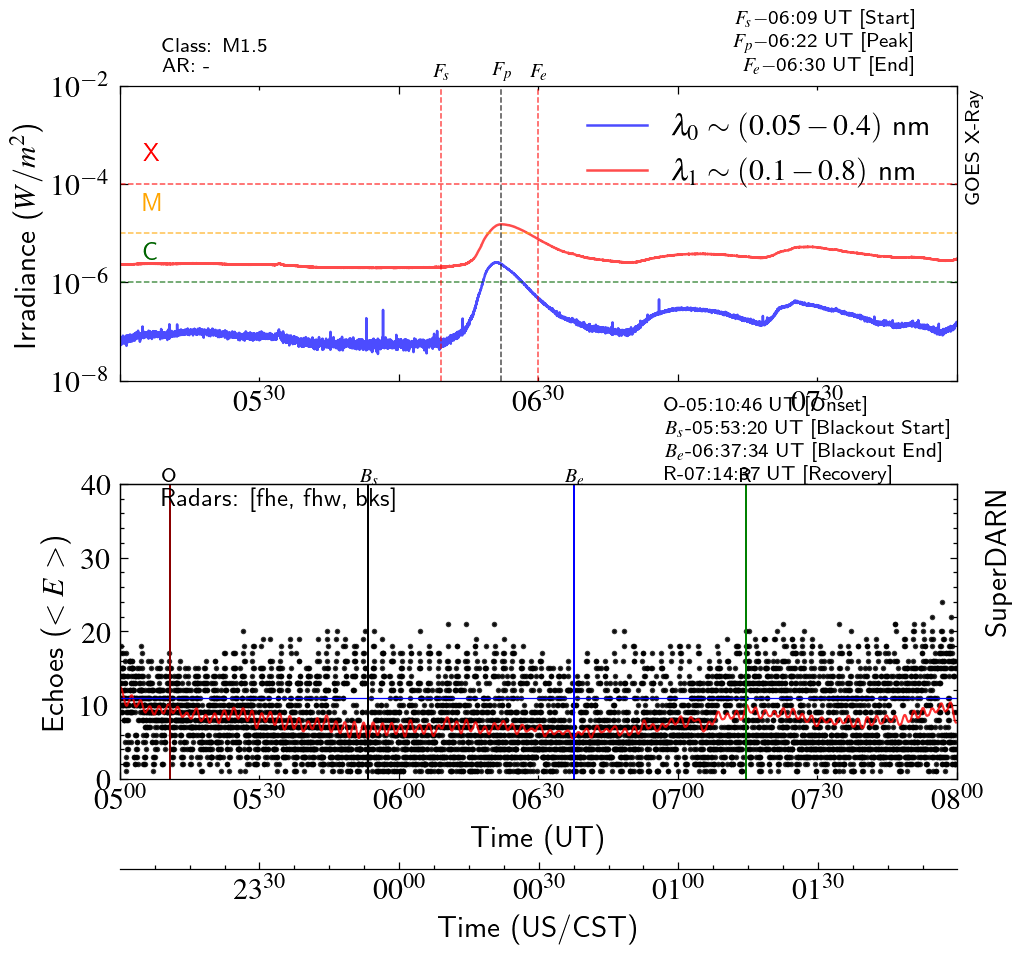 Class: M1.5
AR: -
F_s−06:09 UT [Start]
F_p−06:22 UT [Peak]
F_e−06:30 UT [End]
F_s F_p F_e
10^−2
10^−4
10^−6
10^−8
Irradiance (W/m^2)
X
M
C
λ_0 ∼ (0.05 − 0.4) nm
λ_1 ∼ (0.1 − 0.8) nm
GOES X-Ray
05^30 06^30 07^30
O-05:10:46 UT [Onset]
B_s-05:53:20 UT [Blackout Start]
B_e-06:37:34 UT [Blackout End]
R-07:14:37 UT [Recovery]
O B_s B_e R
Radars: [fhe, fhw, bks]
40
30
20
10
0
Echoes (< E >)
SuperDARN
05^00 05^30 06^00 06^30 07^00 07^30 08^00
Time (UT)
23^30 00^00 00^30 01^00 01^30
Time (US/CST)